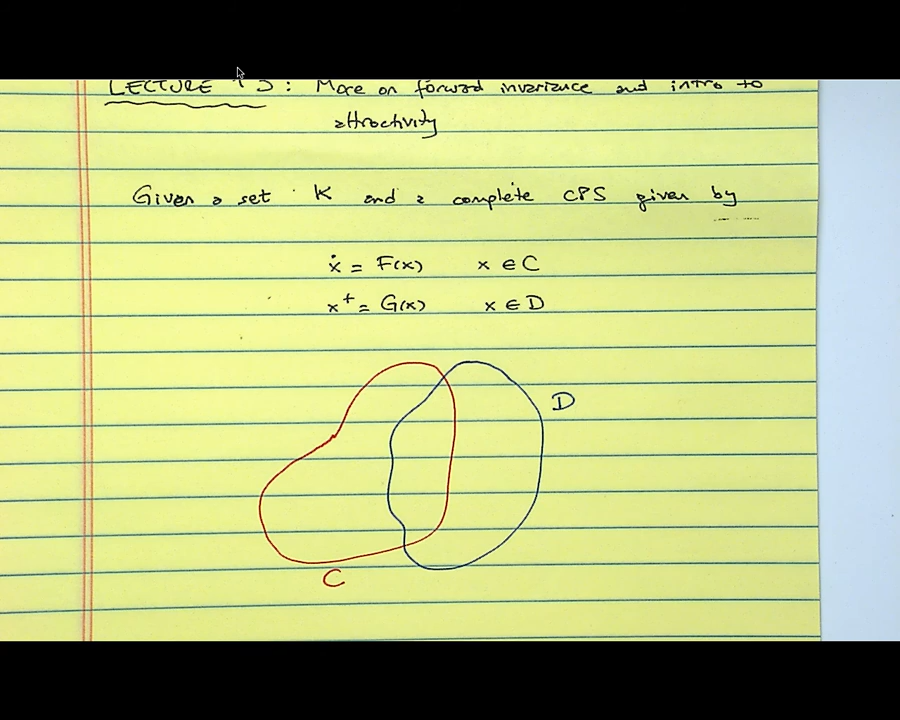 LECTURE : More on forward invariance and intro to
attractivity
Given a set K and a complete CPS given by
ẋ = F(x) x ∈ C
x⁺ = G(x) x ∈ D
D
C